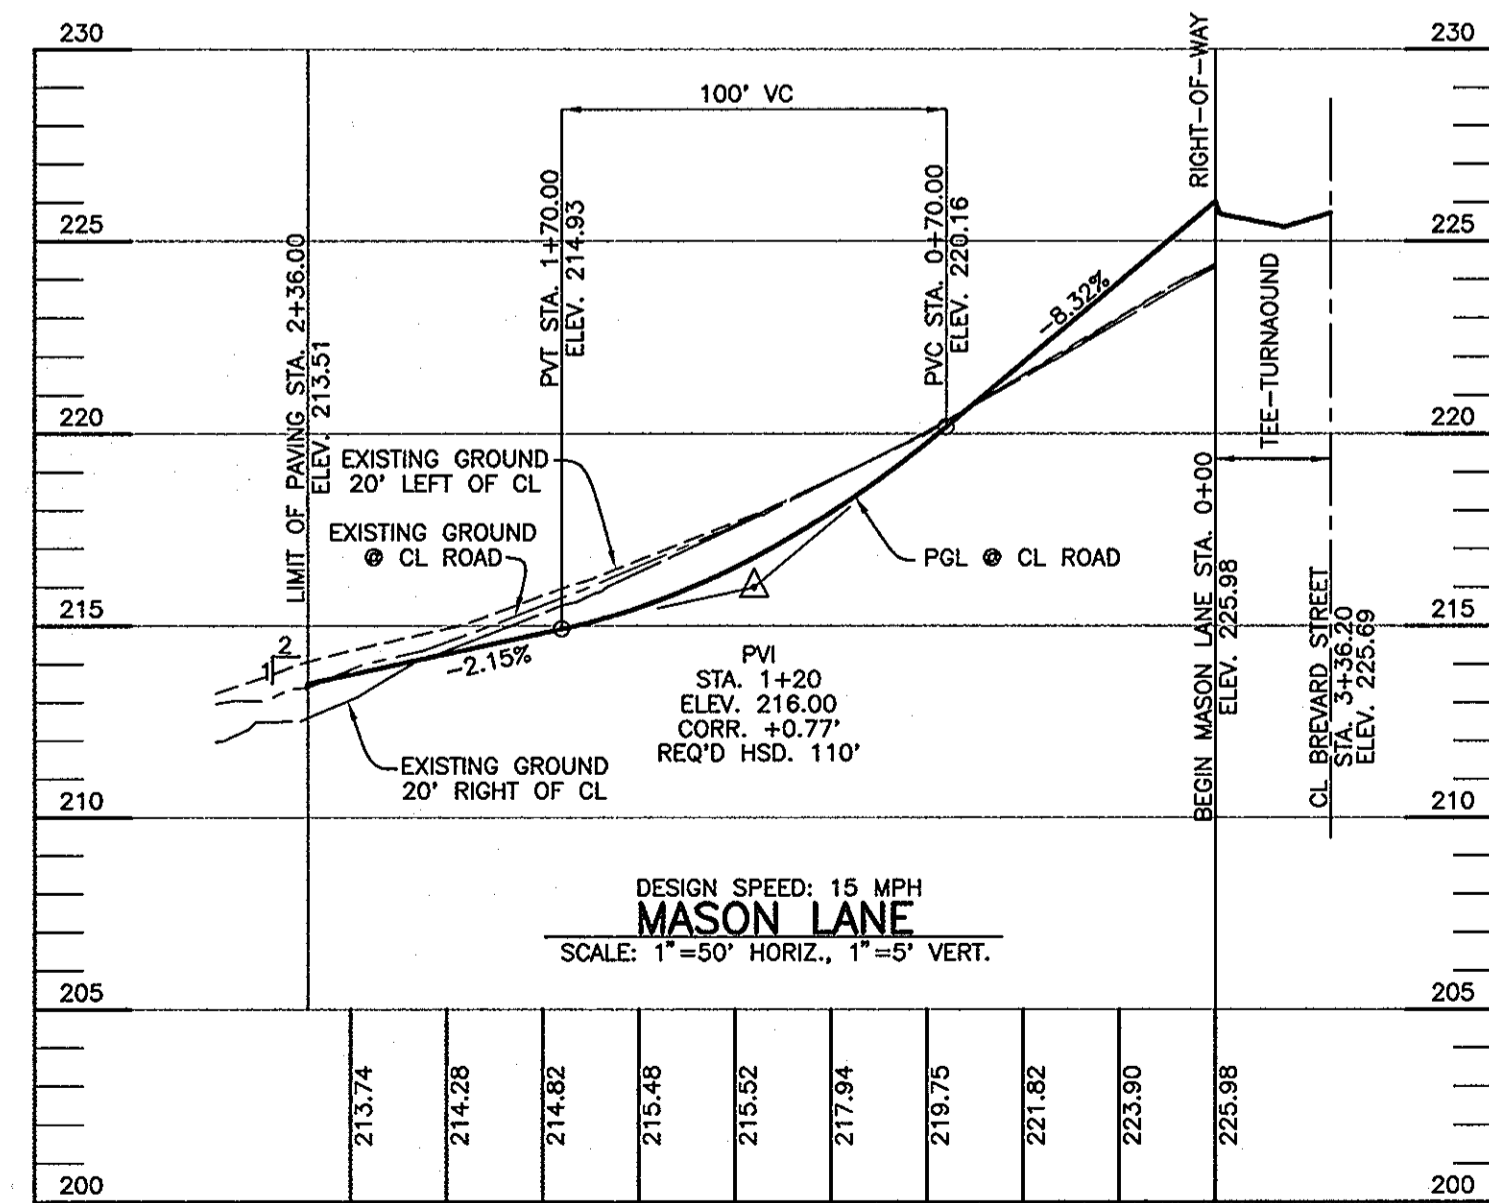 230
230
225
225
220
220
215
215
210
210
205
205
200
200
100' VC
RIGHT-OF-WAY
LIMIT OF PAVING STA. 2+36.00
ELEV. 213.51
PVT STA. 1+70.00
ELEV. 214.93
PVC STA. 0+70.00
ELEV. 220.16
-8.32%
TEE-TURNAOUND
EXISTING GROUND
20' LEFT OF CL
EXISTING GROUND
@ CL ROAD
PGL @ CL ROAD
2
1
-2.15%
PVI
STA. 1+20
ELEV. 216.00
CORR. +0.77'
REQ'D HSD. 110'
EXISTING GROUND
20' RIGHT OF CL
BEGIN MASON LANE STA. 0+00
ELEV. 225.98
CL BREVARD STREET
STA. 3+36.20
ELEV. 225.69
DESIGN SPEED: 15 MPH
MASON LANE
SCALE: 1"=50' HORIZ., 1"=5' VERT.
213.74
214.28
214.82
215.48
215.52
217.94
219.75
221.82
223.90
225.98